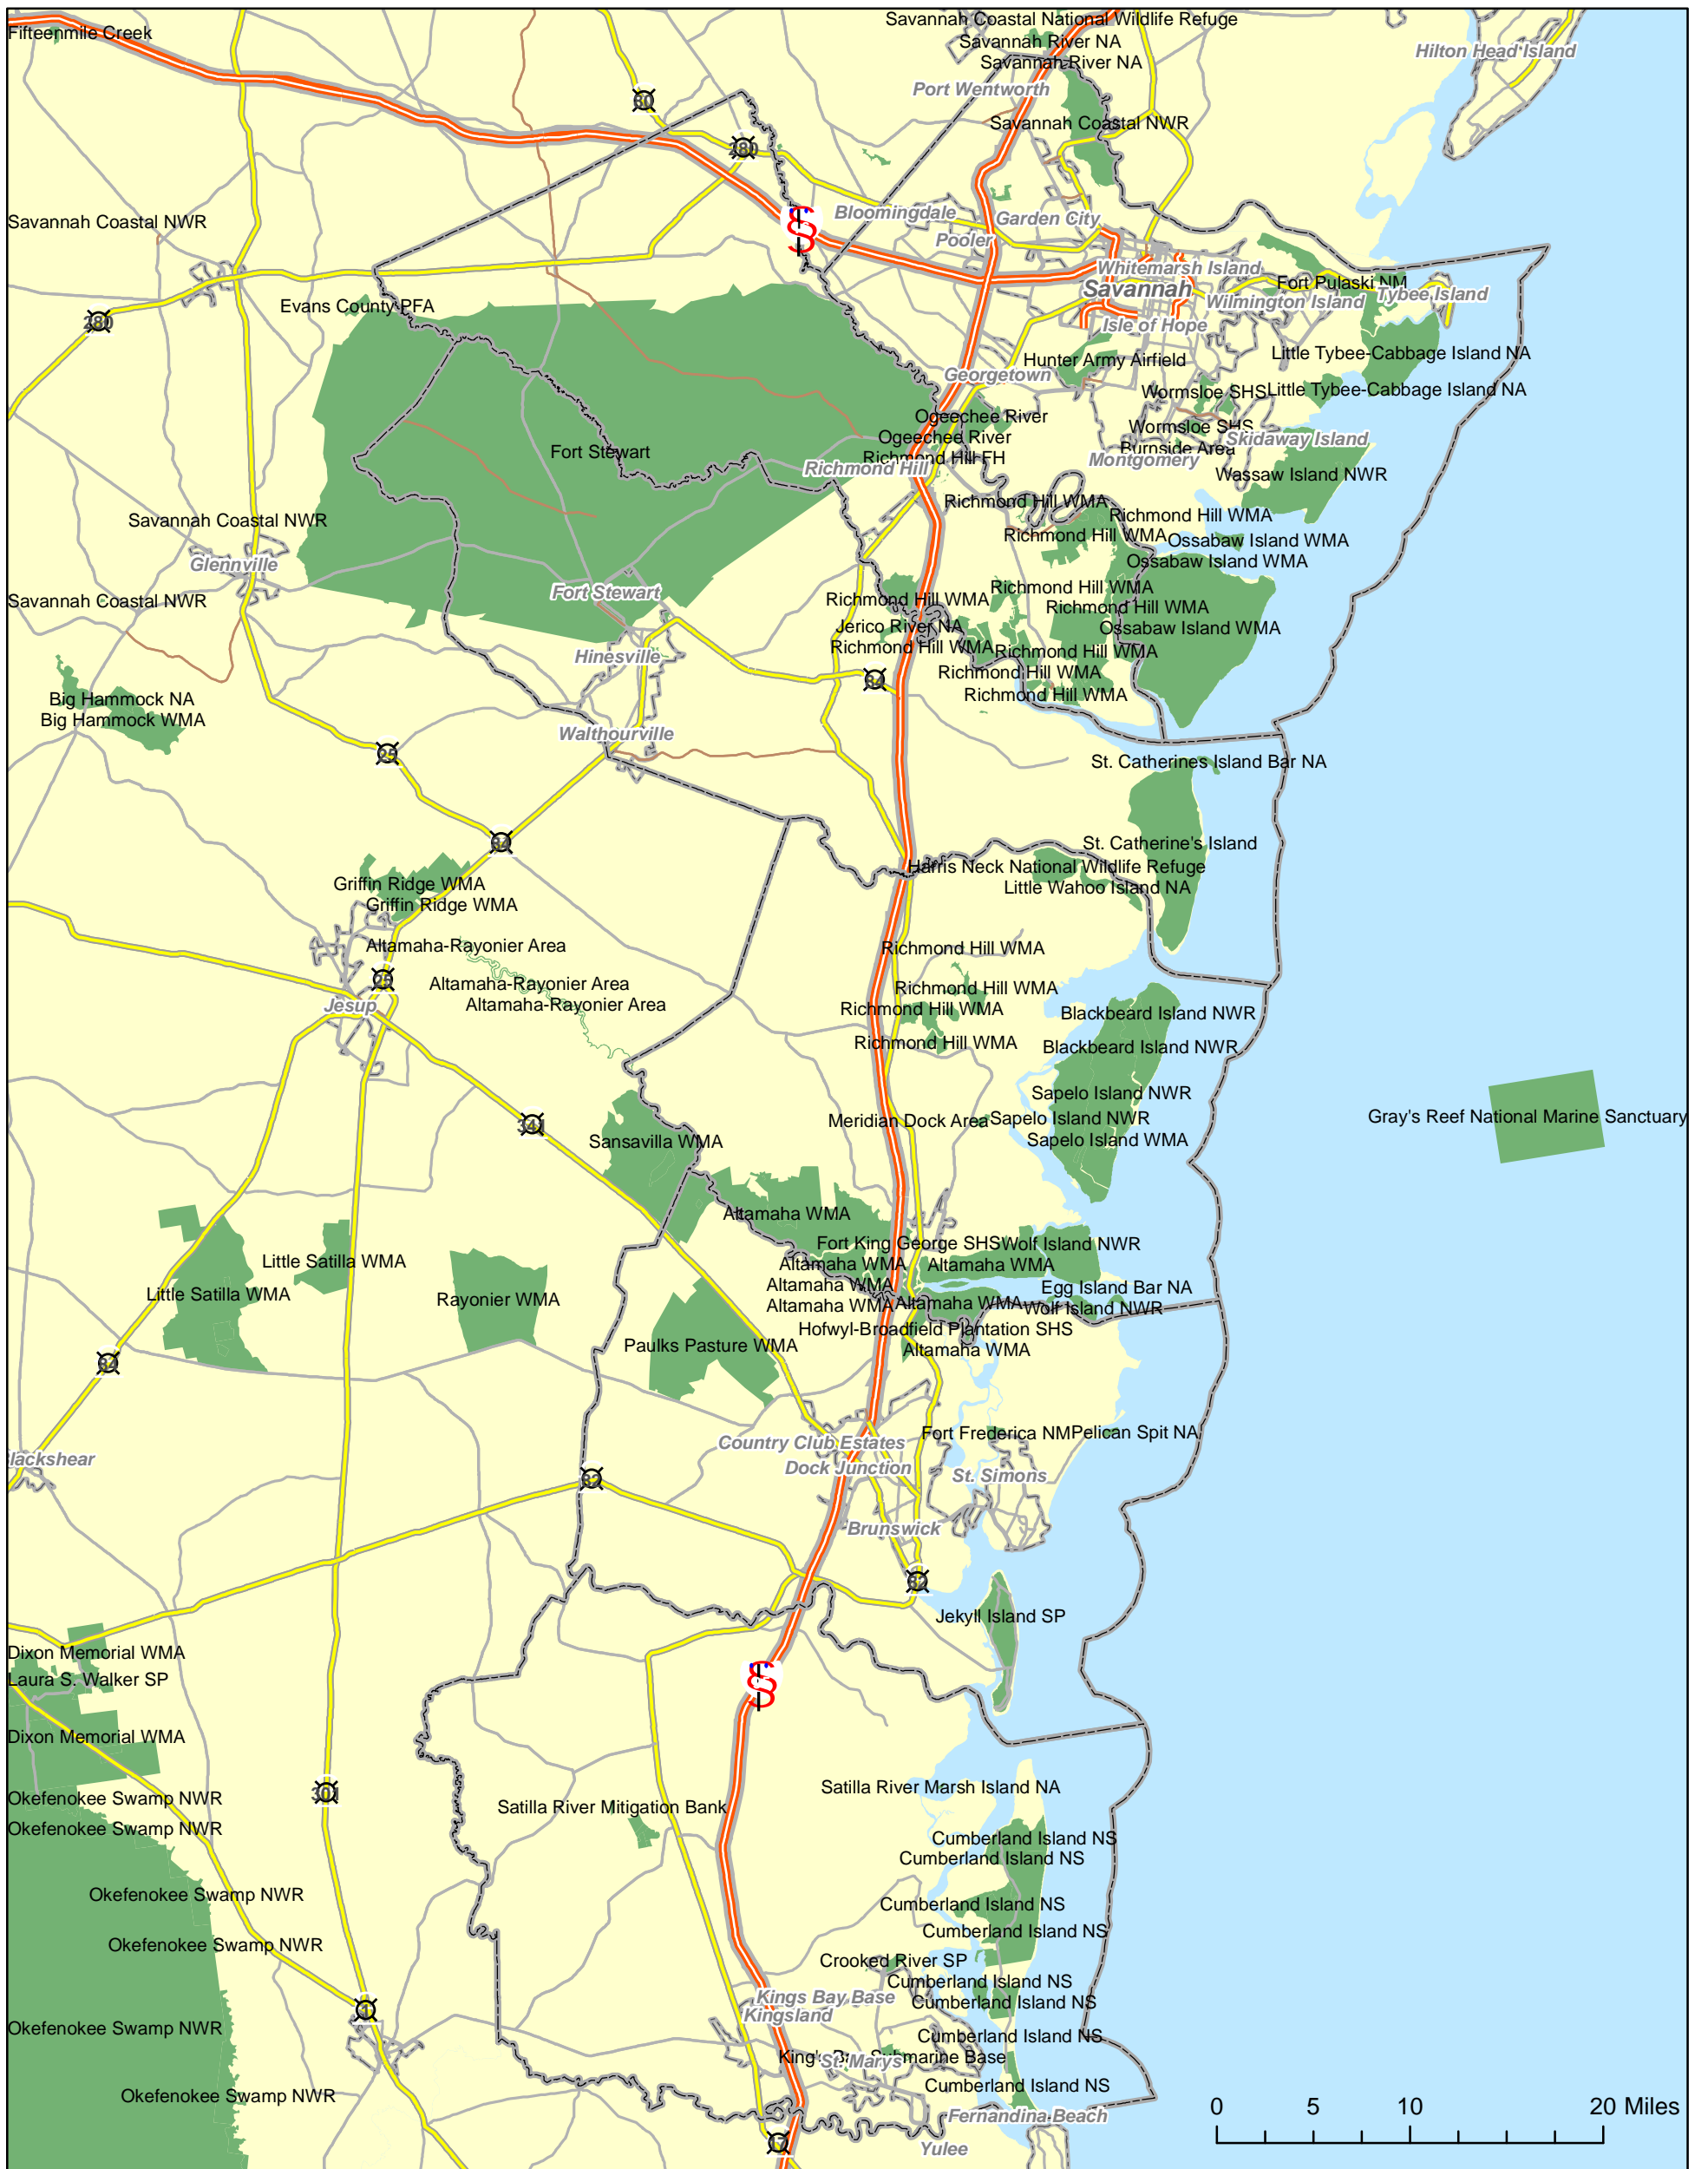 Savannah Coastal National Wildlife Refuge
Fifteenmile Creek
Savannah River NA
Hilton Head Island
Savannah River NA
Port Wentworth
80
Savannah Coastal NWR
280
Bloomingdale
Garden City
Savannah Coastal NWR
Pooler
Whitemarsh Island
Fort Pulaski NM
Savannah
Tybee Island
Wilmington Island
Evans County PFA
280
Isle of Hope
Little Tybee-Cabbage Island NA
Hunter Army Airfield
Georgetown
Wormsloe SHS
Little Tybee-Cabbage Island NA
Ogeechee River
Wormsloe SHS
Ogeechee River
Skidaway Island
Burnside Area
Fort Stewart
Richmond Hill FH
Montgomery
Richmond Hill
Wassaw Island NWR
Richmond Hill WMA
Richmond Hill WMA
Savannah Coastal NWR
Richmond Hill WMA
Ossabaw Island WMA
Ossabaw Island WMA
Glennville
Richmond Hill WMA
Fort Stewart
Richmond Hill WMA
Savannah Coastal NWR
Richmond Hill WMA
Jerico River NA
Ossabaw Island WMA
Richmond Hill WMA
Richmond Hill WMA
Hinesville
Richmond Hill WMA
84
Richmond Hill WMA
Big Hammock NA
Big Hammock WMA
Walthourville
25
St. Catherines Island Bar NA
84
St. Catherine's Island
Harris Neck National Wildlife Refuge
Griffin Ridge WMA
Little Wahoo Island NA
Griffin Ridge WMA
Altamaha-Rayonier Area
Richmond Hill WMA
25
Altamaha-Rayonier Area
Richmond Hill WMA
Altamaha-Rayonier Area
Jesup
Richmond Hill WMA
Blackbeard Island NWR
Richmond Hill WMA
Blackbeard Island NWR
Sapelo Island NWR
Gray's Reef National Marine Sanctuary
Meridian Dock Area
Sapelo Island NWR
341
Sansavilla WMA
Sapelo Island WMA
Altamaha WMA
Fort King George SHS
Wolf Island NWR
Little Satilla WMA
Altamaha WMA
Altamaha WMA
Altamaha WMA
Egg Island Bar NA
Little Satilla WMA
Rayonier WMA
Altamaha WMA
Altamaha WMA
Wolf Island NWR
Hofwyl-Broadfield Plantation SHS
Paulks Pasture WMA
Altamaha WMA
84
Fort Frederica NM
Pelican Spit NA
Country Club Estates
lackshear
Dock Junction
St. Simons
82
Brunswick
82
Jekyll Island SP
Dixon Memorial WMA
Laura S. Walker SP
Dixon Memorial WMA
Satilla River Marsh Island NA
301
Okefenokee Swamp NWR
Satilla River Mitigation Bank
Okefenokee Swamp NWR
Cumberland Island NS
Cumberland Island NS
Okefenokee Swamp NWR
Cumberland Island NS
Cumberland Island NS
Okefenokee Swamp NWR
Crooked River SP
Cumberland Island NS
Kings Bay Base
Cumberland Island NS
1
Kingsland
Okefenokee Swamp NWR
Cumberland Island NS
Submarine Base
St. Marys
Cumberland Island NS
Okefenokee Swamp NWR
0 5 10 20 Miles
Fernandina Beach
Yulee